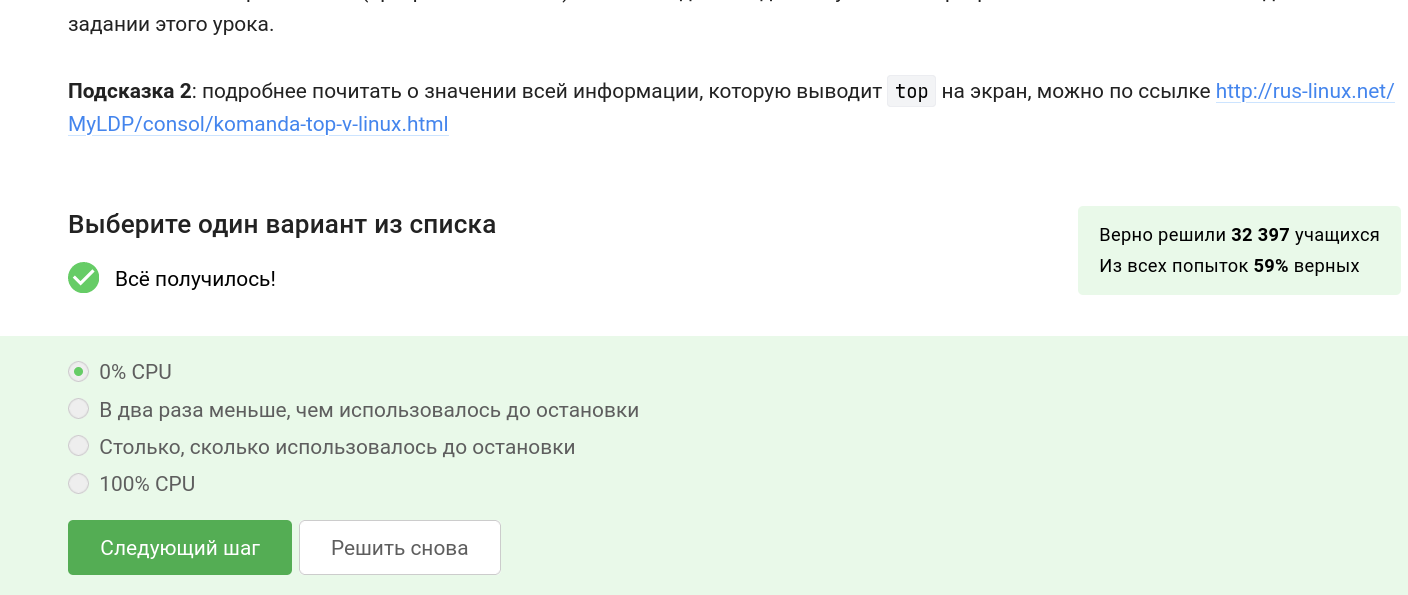 задании этого урока.
Подсказка 2: подробнее почитать о значении всей информации, которую выводит top на экран, можно по ссылке http://rus-linux.net/
MyLDP/consol/komanda-top-v-linux.html
Выберите один вариант из списка
Верно решили 32 397 учащихся
Из всех попыток 59% верных
Всё получилось!
0% CPU
В два раза меньше, чем использовалось до остановки
Столько, сколько использовалось до остановки
100% CPU
Следующий шаг
Решить снова